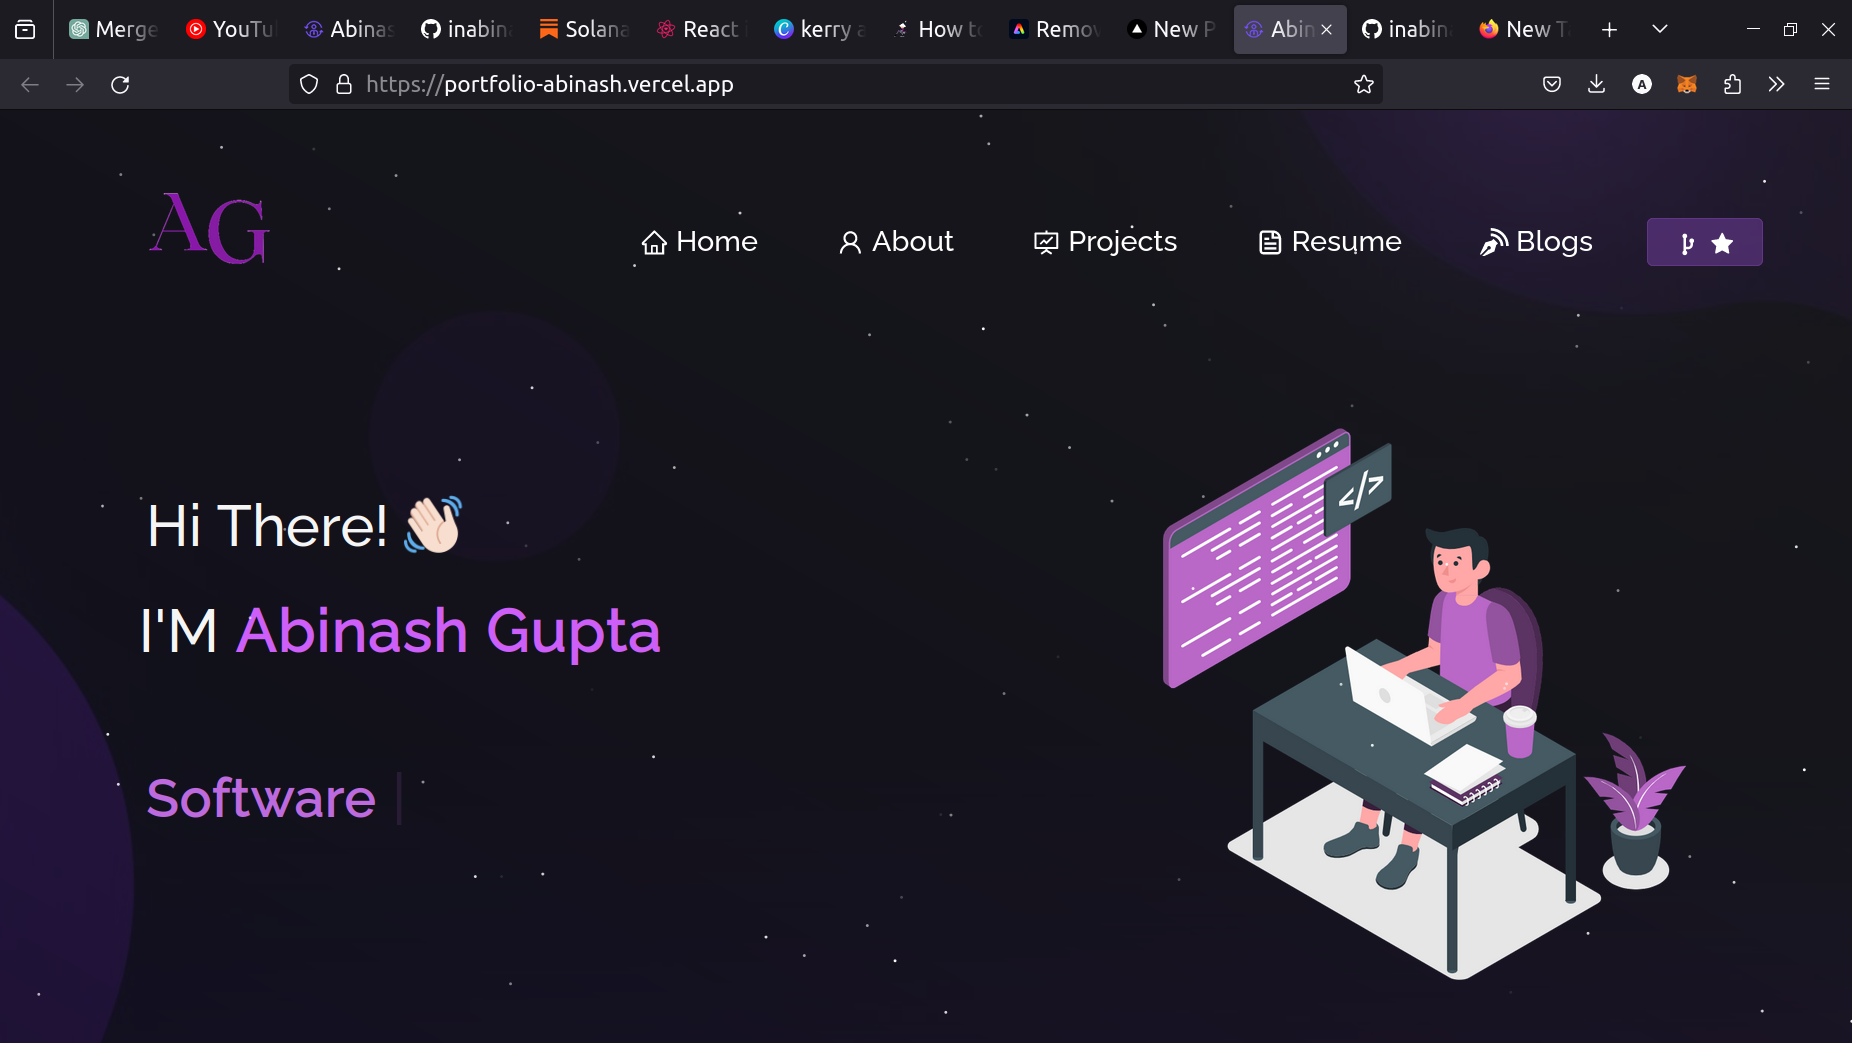 Merge YouTu Abinas inabina Solana React i kerry a How to Remov New P Abin inabin New T
https://portfolio-abinash.vercel.app
AG
Home About Projects Resume Blogs
Hi There! 👋🏻
I'M Abinash Gupta
Software |